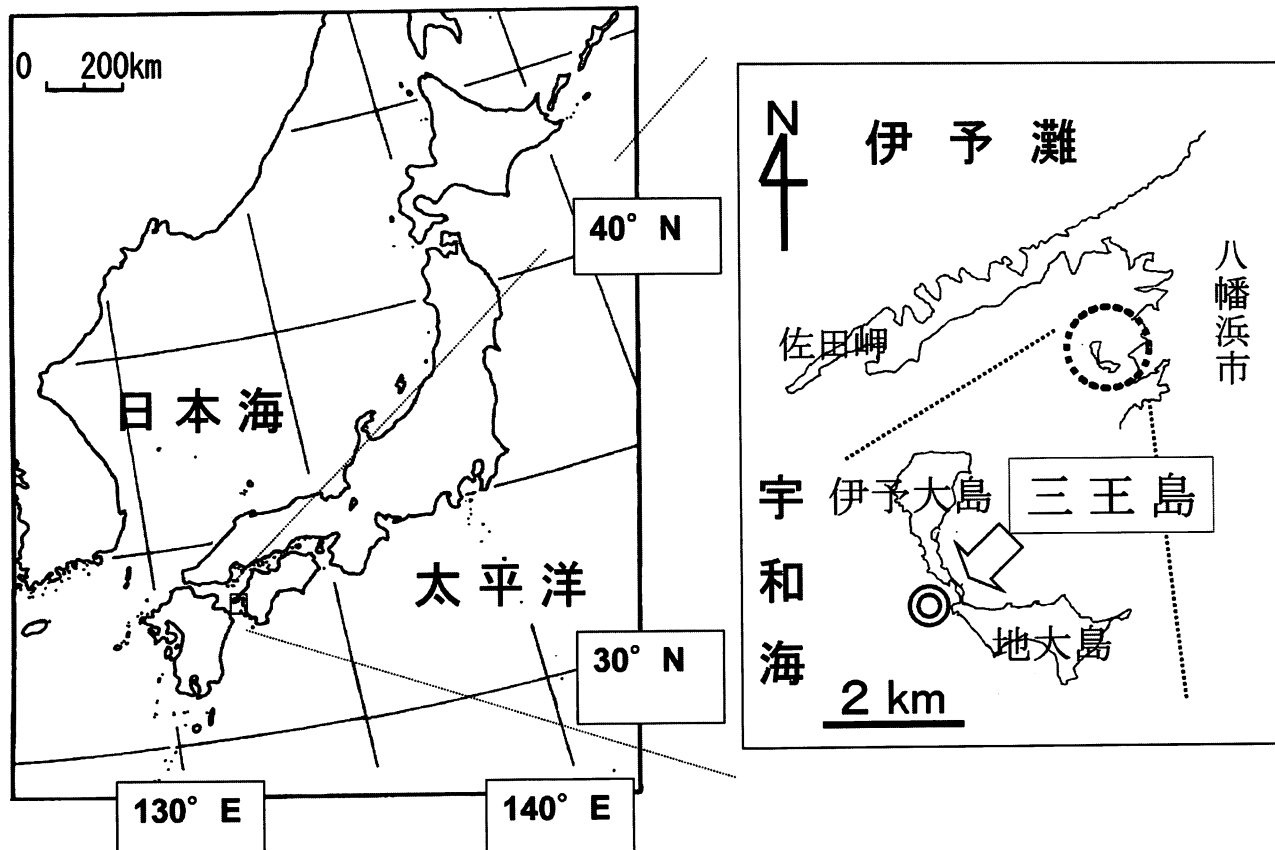 0 200km
40° N
日本海
太平洋
30° N
130° E
140° E
N
伊予灘
八幡浜市
佐田岬
宇和海
伊予大島
三王島
地大島
2 km